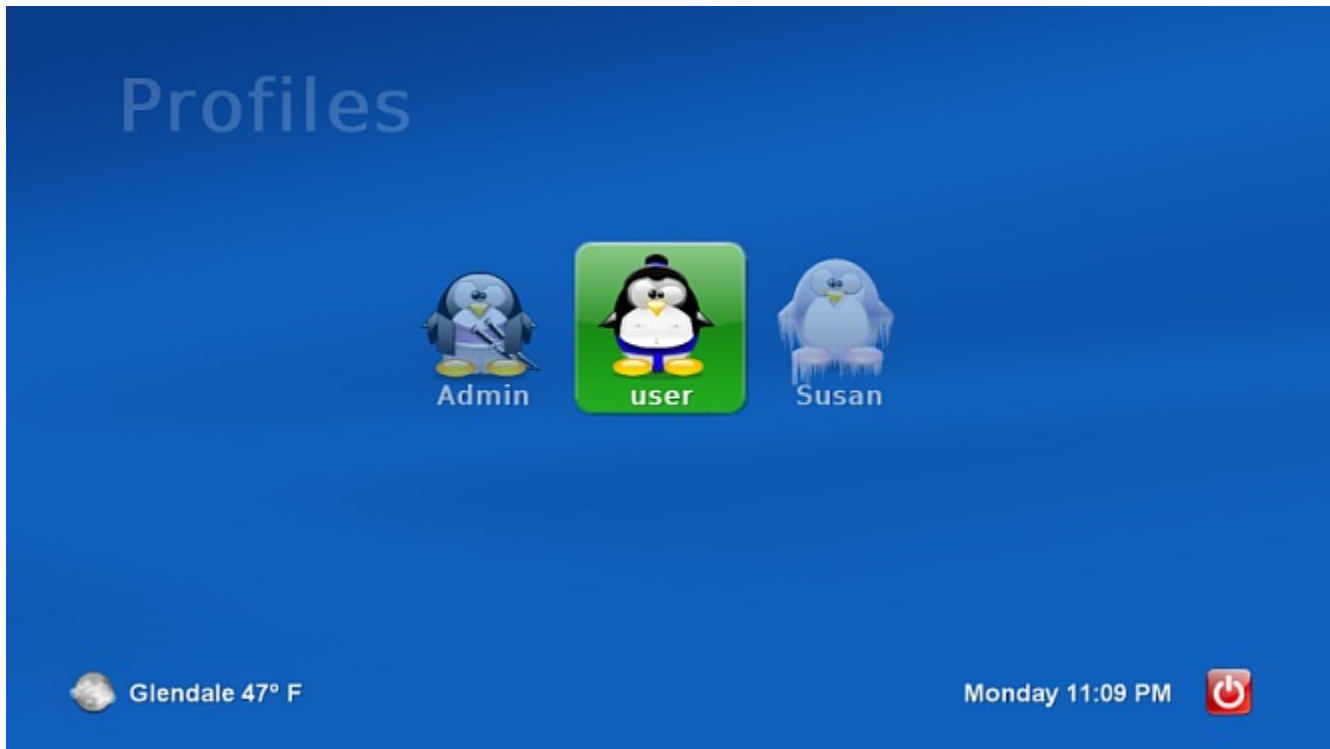 Profiles
Admin
user
Susan
Glendale 47° F
Monday 11:09 PM